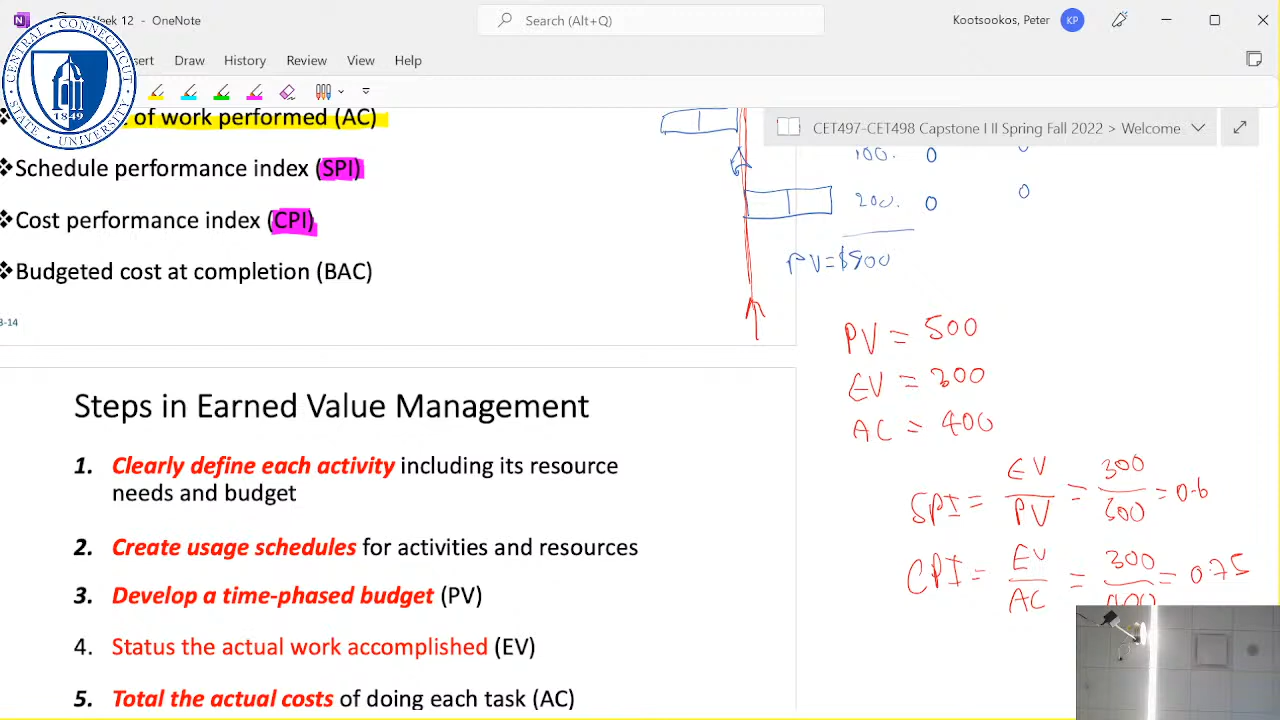 Week 12 - OneNote
Search (Alt+Q)
Kootsookos, Peter
KP
Draw
History
Review
View
Help
CENTRAL CONNECTICUT STATE UNIVERSITY
1849
of work performed (AC)
CET497-CET498 Capstone I II Spring Fall 2022 > Welcome
100. 0
Schedule performance index (SPI)
200. 0 0
Cost performance index (CPI)
Budgeted cost at completion (BAC)
PV = 500
EV = 300
AC = 400
Steps in Earned Value Management
1. Clearly define each activity including its resource
needs and budget
SPI = EV/PV = 300/500 = 0.6
2. Create usage schedules for activities and resources
CPI = EV/AC = 300/400 = 0.75
3. Develop a time-phased budget (PV)
4. Status the actual work accomplished (EV)
5. Total the actual costs of doing each task (AC)